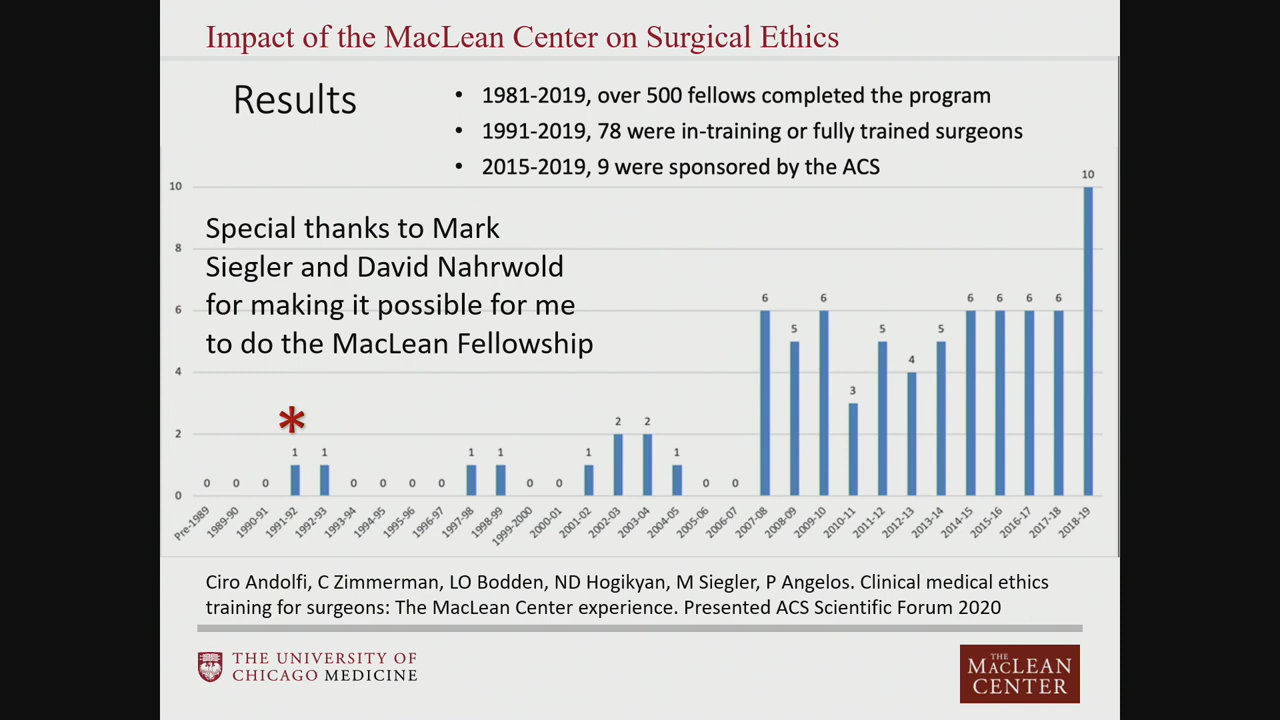 Impact of the MacLean Center on Surgical Ethics
Results
• 1981-2019, over 500 fellows completed the program
• 1991-2019, 78 were in-training or fully trained surgeons
• 2015-2019, 9 were sponsored by the ACS
Special thanks to Mark
Siegler and David Nahrwold
for making it possible for me
to do the MacLean Fellowship
*
10
8
6
4
2
0
0 0 0 1 1 0 0 0 0 1 1 0 0 1 2 2 1 0 0 6 5 6 3 5 4 5 6 6 6 6 10
Pre-1989 1989-90 1990-91 1991-92 1992-93 1993-94 1994-95 1995-96 1996-97 1997-98 1998-99 1999-2000 2000-01 2001-02 2002-03 2003-04 2004-05 2005-06 2006-07 2007-08 2008-09 2009-10 2010-11 2011-12 2012-13 2013-14 2014-15 2015-16 2016-17 2017-18 2018-19
Ciro Andolfi, C Zimmerman, LO Bodden, ND Hogikyan, M Siegler, P Angelos. Clinical medical ethics
training for surgeons: The MacLean Center experience. Presented ACS Scientific Forum 2020
THE UNIVERSITY OF
CHICAGO MEDICINE
THE
MACLEAN
CENTER